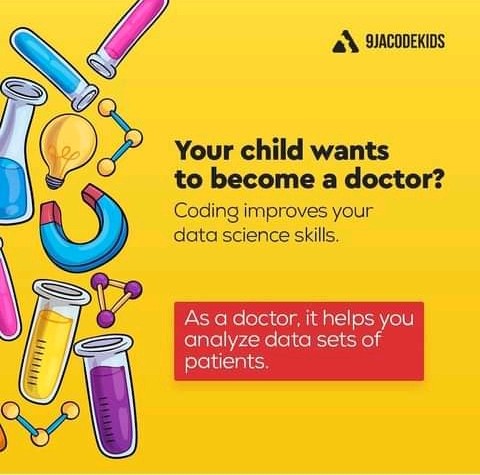 9JACODEKIDS
Your child wants
to become a doctor?
Coding improves your
data science skills.
As a doctor, it helps you
analyze data sets of
patients.